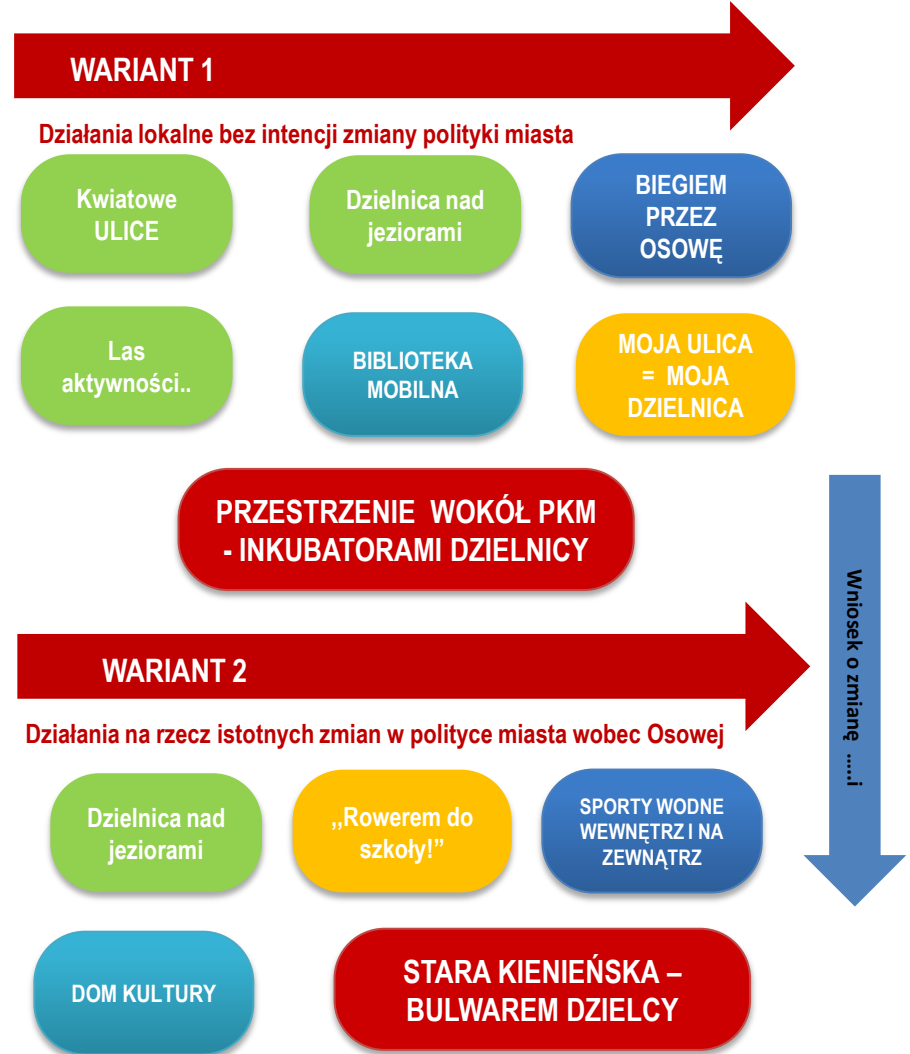 WARIANT 1
Działania lokalne bez intencji zmiany polityki miasta
Kwiatowe
ULICE
Dzielnica nad
jeziorami
BIEGIEM
PRZEZ
OSOWĘ
Las
aktywności..
BIBLIOTEKA
MOBILNA
MOJA ULICA
= MOJA
DZIELNICA
PRZESTRZENIE WOKÓŁ PKM
- INKUBATORAMI DZIELNICY
Wniosek o zmianę .....i
WARIANT 2
Działania na rzecz istotnych zmian w polityce miasta wobec Osowej
Dzielnica nad
jeziorami
,,Rowerem do
szkoły!”
SPORTY WODNE
WEWNĘTRZ I NA
ZEWNĄTRZ
DOM KULTURY
STARA KIENIEŃSKA –
BULWAREM DZIELCY